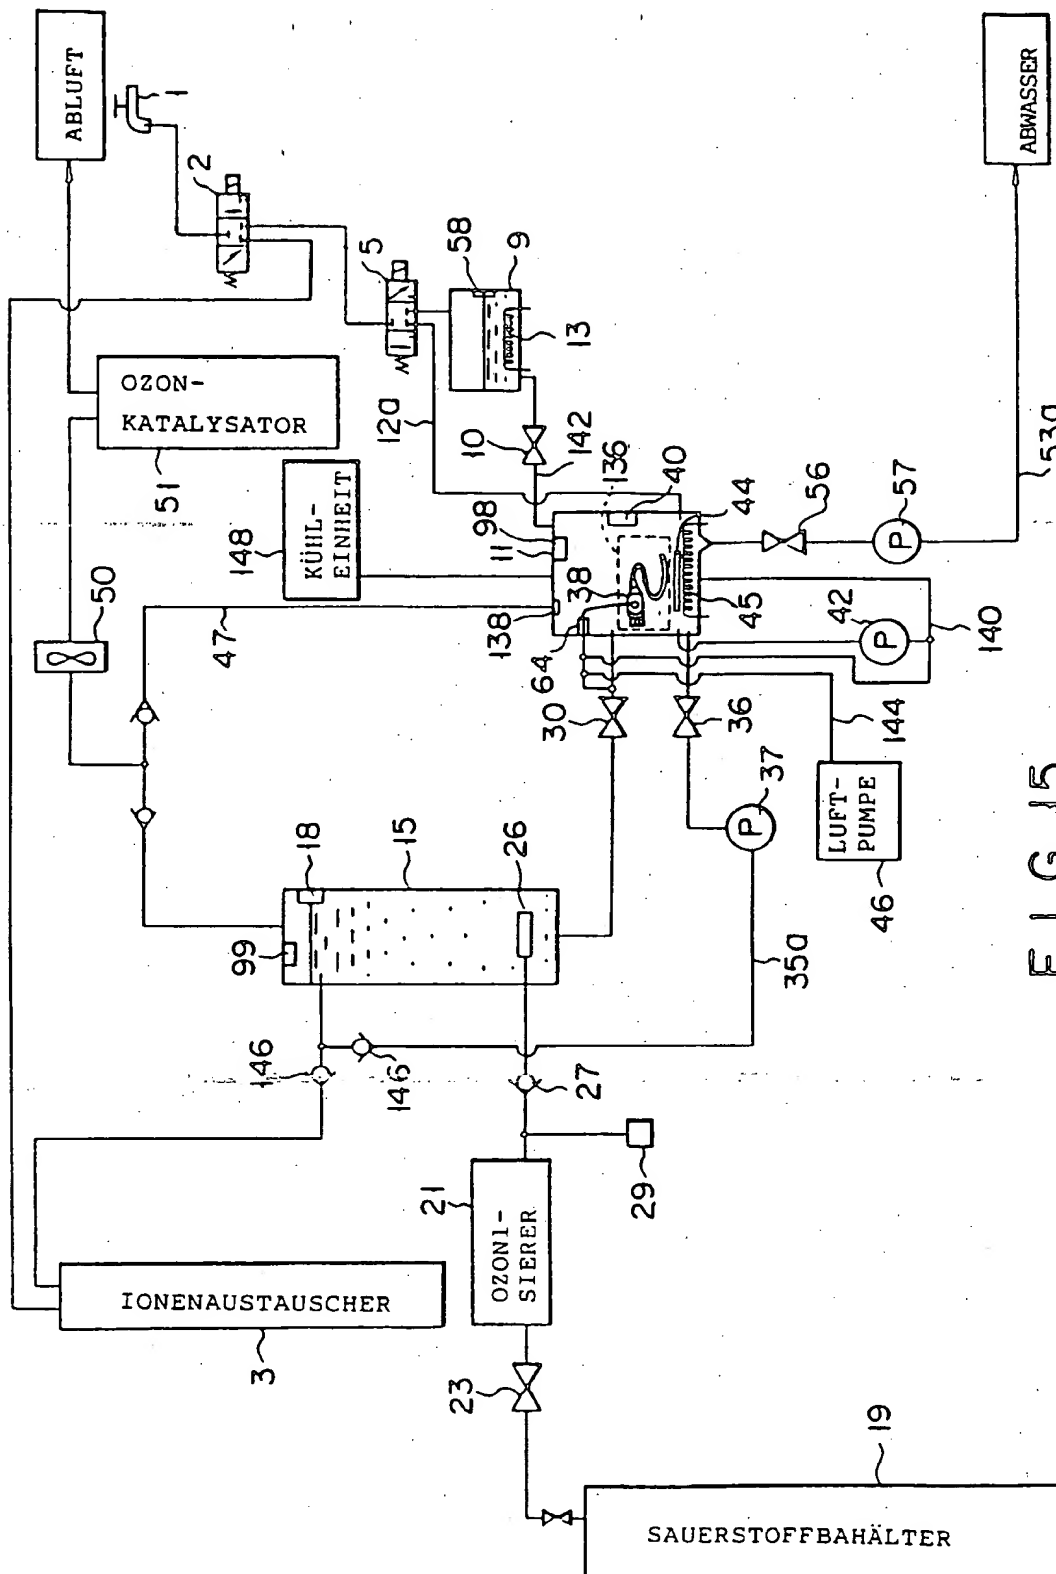 ABLUFT
1
2
5
58
9
13
OZON-
KATALYSATOR
51
12a
10
142
136
40
KÜHL-
EINHEIT
148
98
11
44
56
57
P
ABWASSER
53a
50
47
138
38
64
45
42
P
140
30
36
144
37
P
LUFT-
PUMPE
46
18
15
26
99
35a
146
146
27
29
21
OZONI-
SIERER
IONENAUSTAUSCHER
3
23
19
SAUERSTOFFBAHÄLTER
FIG.15